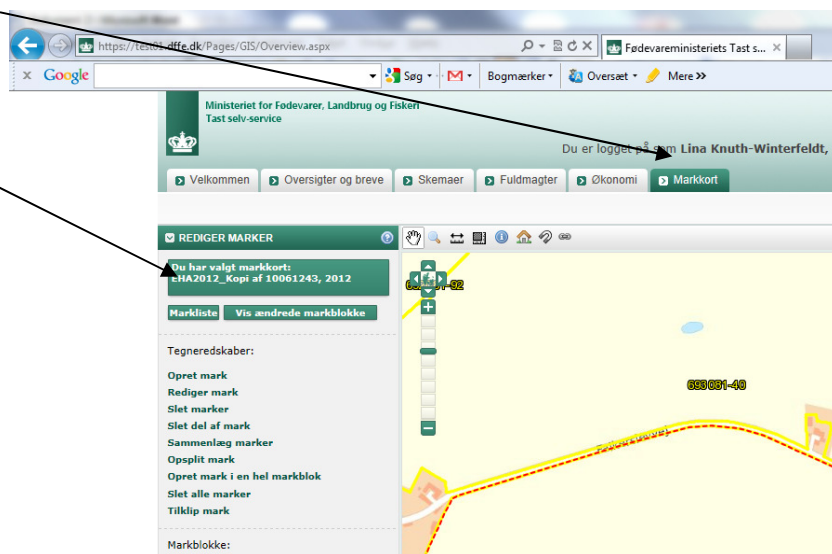 https://test01.dffe.dk/Pages/GIS/Overview.aspx
Fødevareministeriets Tast s...
x Google
Søg
Bogmærker
Oversæt
Mere >>
Ministeriet for Fødevarer, Landbrug og Fiskeri
Tast selv-service
Du er logget på som Lina Knuth-Winterfeldt,
Velkommen
Oversigter og breve
Skemaer
Fuldmagter
Økonomi
Markkort
REDIGER MARKER
Du har valgt markkort:
EHA2012_Kopi af 10061243, 2012
Markliste
Vis ændrede markblokke
Tegneredskaber:
Opret mark
Rediger mark
Slet marker
Slet del af mark
Sammenlæg marker
Opsplit mark
Opret mark i en hel markblok
Slet alle marker
Tilklip mark
Markblokke:
693081-49